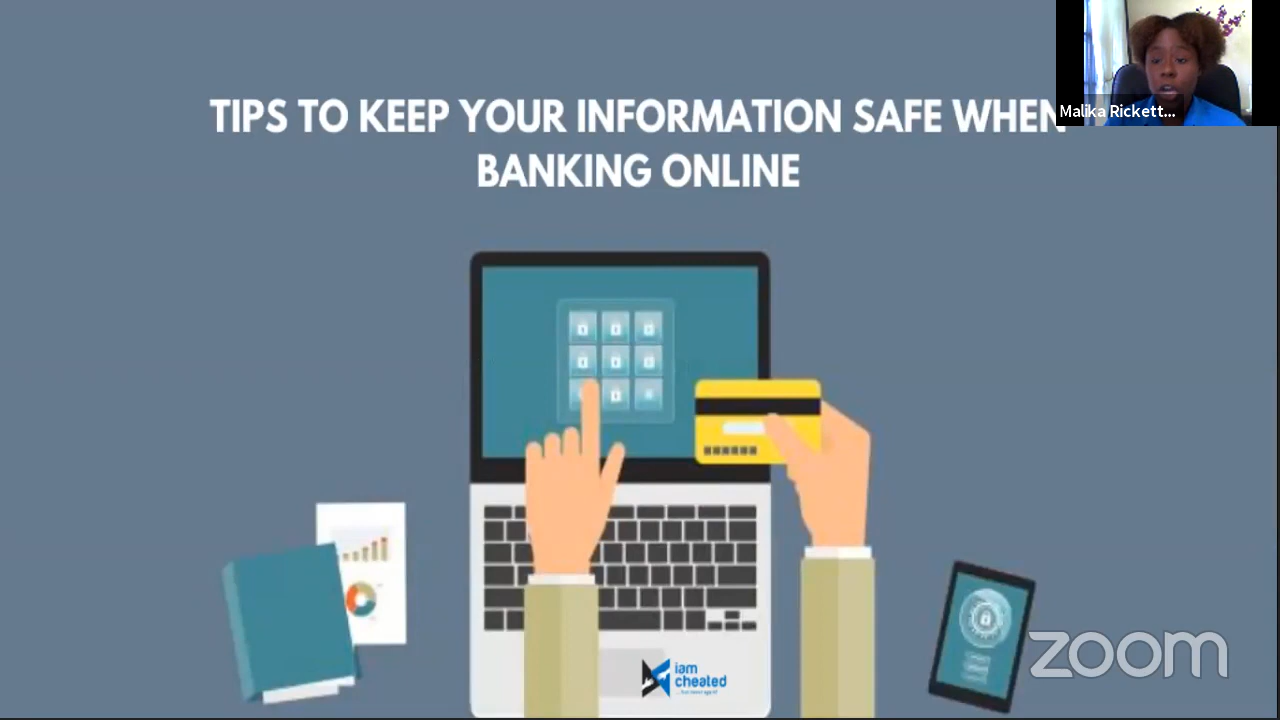 TIPS TO KEEP YOUR INFORMATION SAFE WHEN
BANKING ONLINE
Malika Rickett...
iam
cheated
zoom